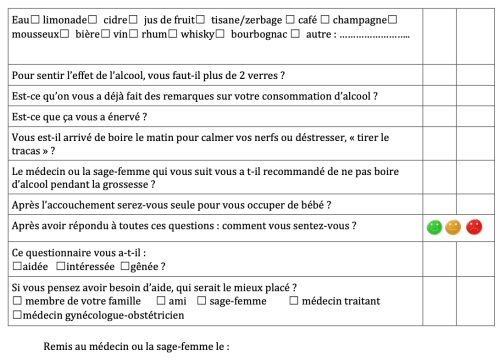 Eau☐ limonade☐ cidre☐ jus de fruit☐ tisane/zerbage ☐ café ☐ champagne☐
mousseux☐ bière☐ vin☐ rhum☐ whisky☐ bourbognac ☐ autre : ……………………..
Pour sentir l’effet de l’alcool, vous faut-il plus de 2 verres ?
Est-ce qu’on vous a déjà fait des remarques sur votre consommation d’alcool ?
Est-ce que ça vous a énervé ?
Vous est-il arrivé de boire le matin pour calmer vos nerfs ou déstresser, « tirer le
tracas » ?
Le médecin ou la sage-femme qui vous suit vous a t-il recommandé de ne pas boire
d’alcool pendant la grossesse ?
Après l’accouchement serez-vous seule pour vous occuper de bébé ?
Après avoir répondu à toutes ces questions : comment vous sentez-vous ?
Ce questionnaire vous a-t-il :
☐aidée ☐intéressée ☐gênée ?
Si vous pensez avoir besoin d’aide, qui serait le mieux placé ?
☐ membre de votre famille ☐ ami ☐ sage-femme ☐ médecin traitant
☐médecin gynécologue-obstétricien
Remis au médecin ou la sage-femme le :